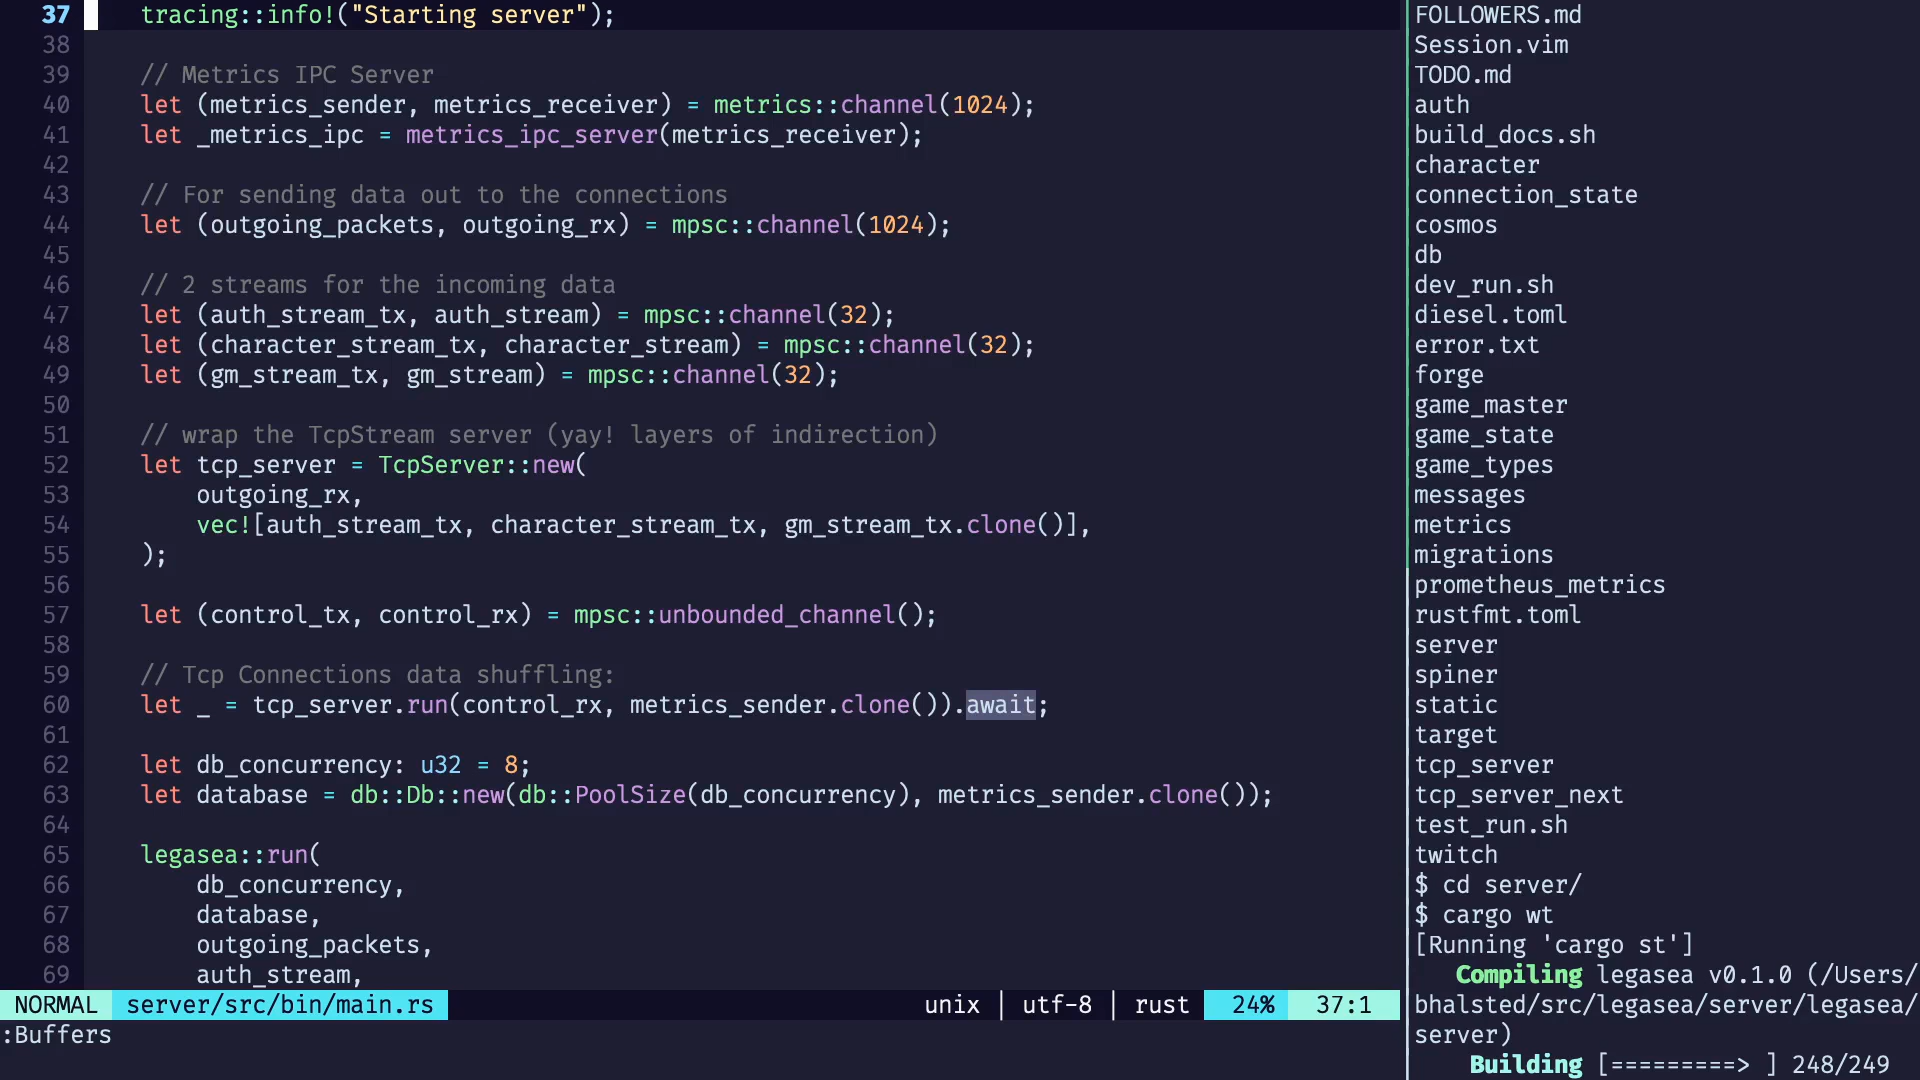 37 tracing::info!("Starting server");
38
39 // Metrics IPC Server
40 let (metrics_sender, metrics_receiver) = metrics::channel(1024);
41 let _metrics_ipc = metrics_ipc_server(metrics_receiver);
42
43 // For sending data out to the connections
44 let (outgoing_packets, outgoing_rx) = mpsc::channel(1024);
45
46 // 2 streams for the incoming data
47 let (auth_stream_tx, auth_stream) = mpsc::channel(32);
48 let (character_stream_tx, character_stream) = mpsc::channel(32);
49 let (gm_stream_tx, gm_stream) = mpsc::channel(32);
50
51 // wrap the TcpStream server (yay! layers of indirection)
52 let tcp_server = TcpServer::new(
53 outgoing_rx,
54 vec![auth_stream_tx, character_stream_tx, gm_stream_tx.clone()],
55 );
56
57 let (control_tx, control_rx) = mpsc::unbounded_channel();
58
59 // Tcp Connections data shuffling:
60 let _ = tcp_server.run(control_rx, metrics_sender.clone()).await;
61
62 let db_concurrency: u32 = 8;
63 let database = db::Db::new(db::PoolSize(db_concurrency), metrics_sender.clone());
64
65 legasea::run(
66 db_concurrency,
67 database,
68 outgoing_packets,
69 auth_stream,
NORMAL server/src/bin/main.rs unix | utf-8 | rust 24% 37:1
:Buffers
FOLLOWERS.md
Session.vim
TODO.md
auth
build_docs.sh
character
connection_state
cosmos
db
dev_run.sh
diesel.toml
error.txt
forge
game_master
game_state
game_types
messages
metrics
migrations
prometheus_metrics
rustfmt.toml
server
spiner
static
target
tcp_server
tcp_server_next
test_run.sh
twitch
$ cd server/
$ cargo wt
[Running 'cargo st']
Compiling legasea v0.1.0 (/Users/
bhalsted/src/legasea/server/legasea/
server)
Building [=========> ] 248/249